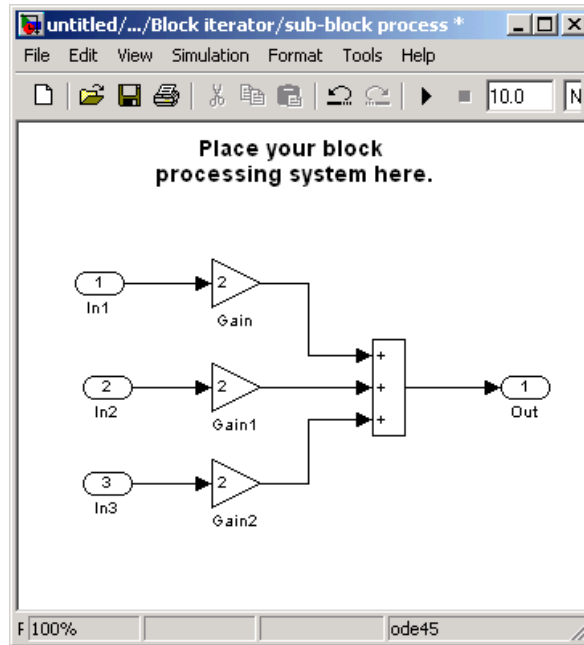 untitled/.../Block iterator/sub-block process *
File Edit View Simulation Format Tools Help
10.0 N
Place your block
processing system here.
1
In1
2
Gain
+
2
In2
2
Gain1
+
1
Out
3
In3
2
Gain2
+
F 100% ode45